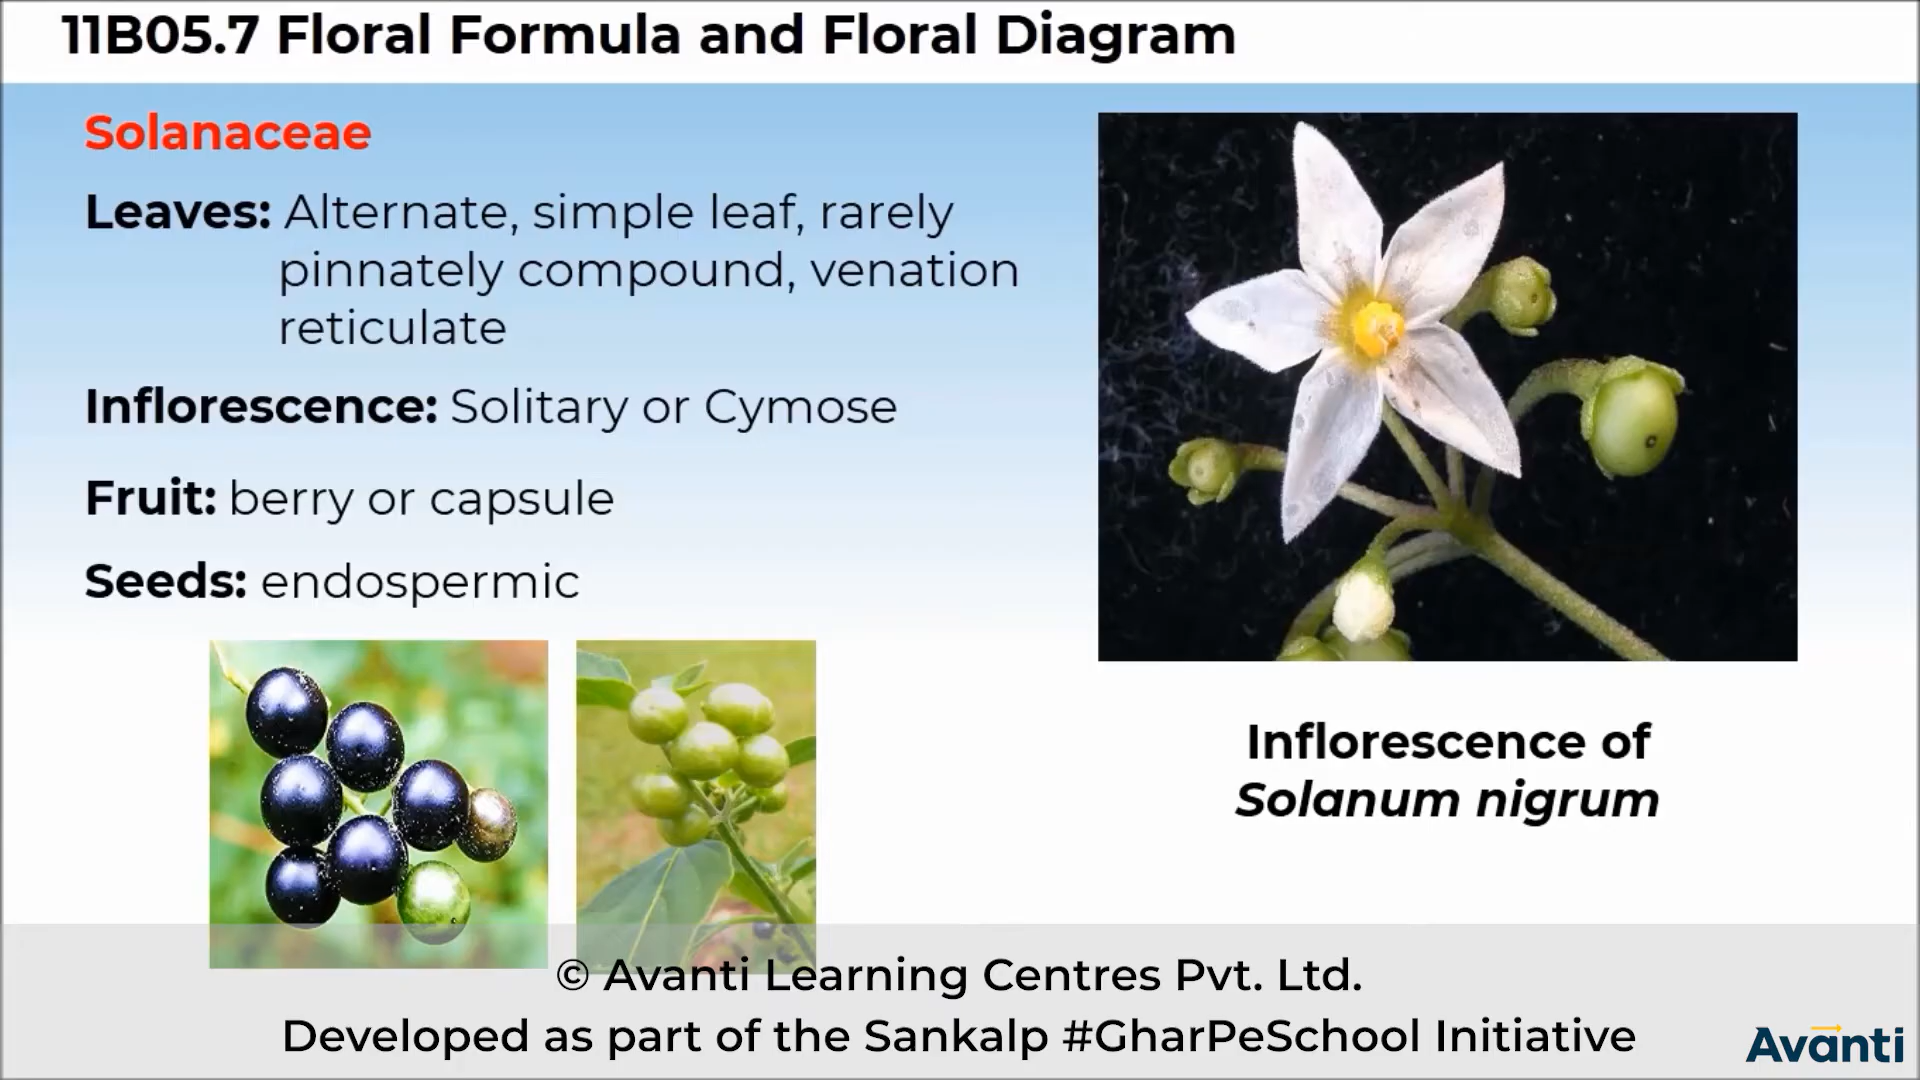 11B05.7 Floral Formula and Floral Diagram
Solanaceae
Leaves: Alternate, simple leaf, rarely
pinnately compound, venation
reticulate
Inflorescence: Solitary or Cymose
Fruit: berry or capsule
Seeds: endospermic
Inflorescence of
Solanum nigrum
© Avanti Learning Centres Pvt. Ltd.
Developed as part of the Sankalp #GharPeSchool Initiative
Avanti